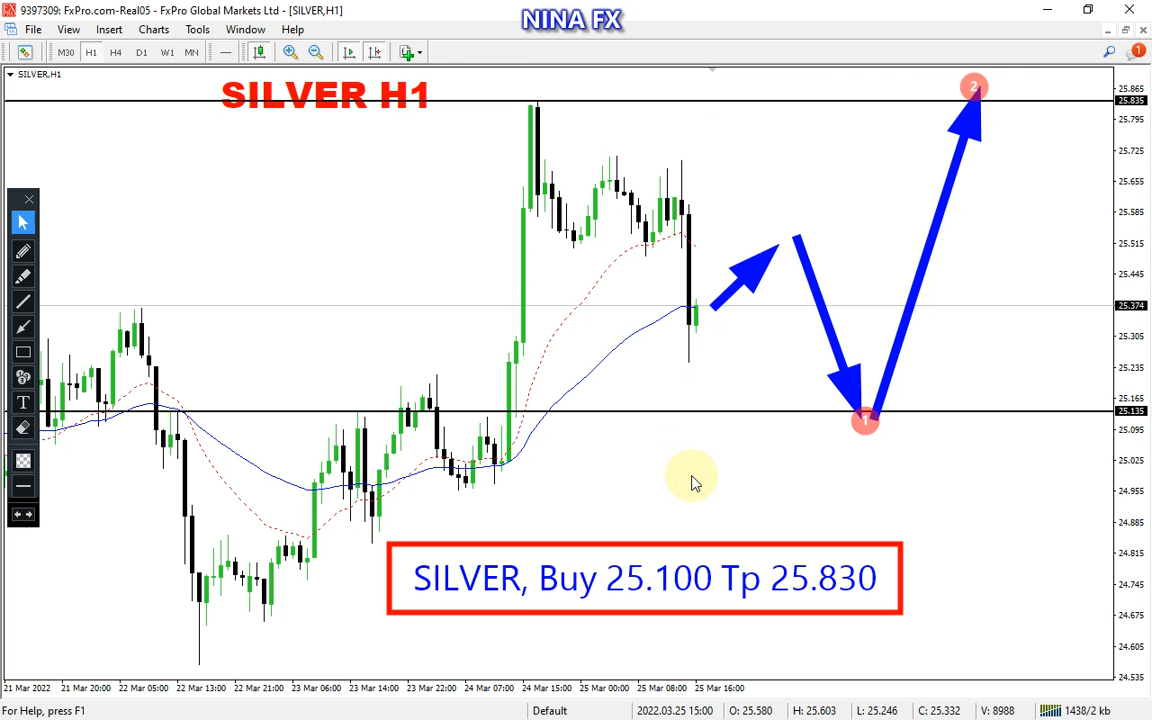 9397309: FxPro.com-Real05 - FxPro Global Markets Ltd - [SILVER,H1]
NINA FX
File View Insert Charts Tools Window Help
M30 H1 H4 D1 W1 MN
1
SILVER,H1
SILVER H1
2
25.865
25.835
25.795
25.725
25.655
25.585
25.515
25.445
25.374
25.305
25.235
25.165
25.135
1
25.095
25.025
24.955
24.885
24.815
24.745
24.675
24.605
24.535
T
SILVER, Buy 25.100 Tp 25.830
21 Mar 2022 21 Mar 20:00 22 Mar 05:00 22 Mar 13:00 22 Mar 21:00 23 Mar 06:00 23 Mar 14:00 23 Mar 22:00 24 Mar 07:00 24 Mar 15:00 25 Mar 00:00 25 Mar 08:00 25 Mar 16:00
For Help, press F1 Default 2022.03.25 15:00 O: 25.580 H: 25.603 L: 25.246 C: 25.332 V: 8988 1438/2 kb